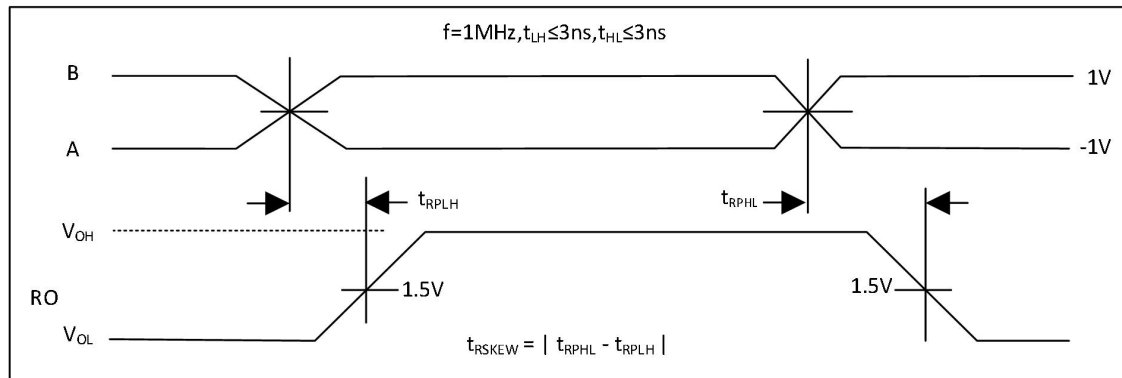 f=1MHz,tLH≤3ns,tHL≤3ns
B
1V
A
-1V
tRPLH
tRPHL
VOH
RO
1.5V
1.5V
VOL
tRSKEW = | tRPHL - tRPLH |